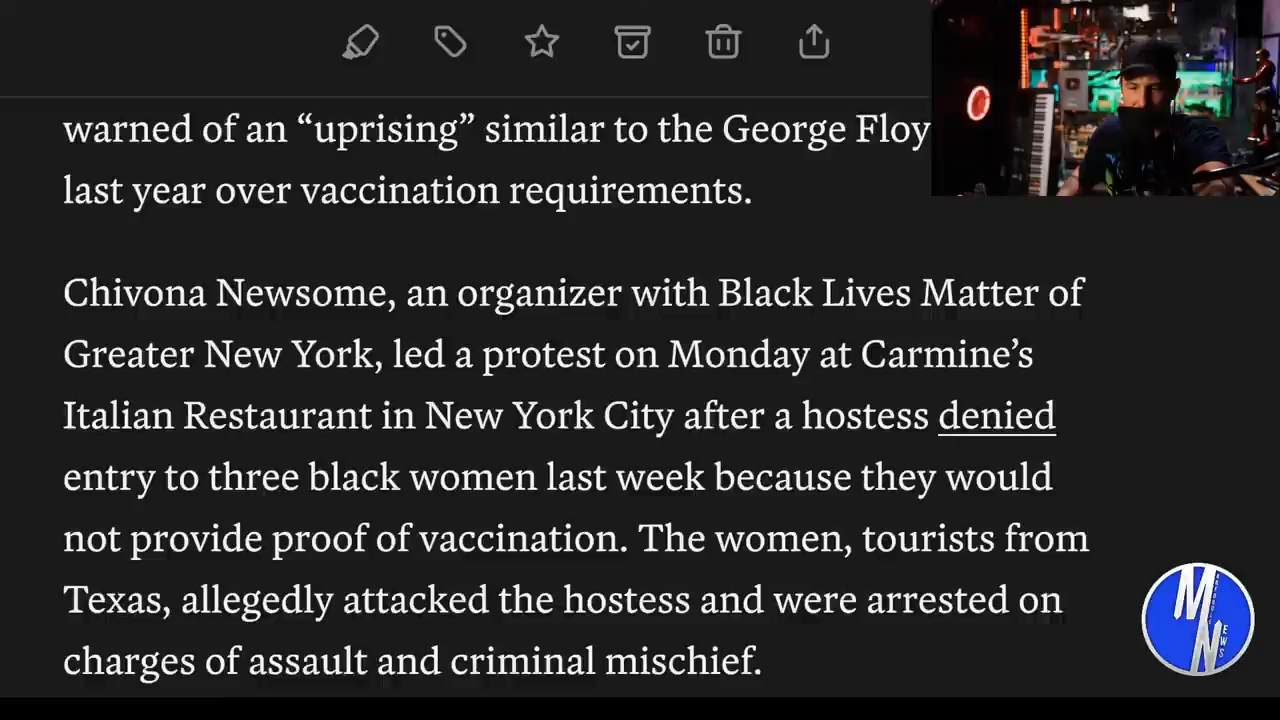 warned of an “uprising” similar to the George Floy
last year over vaccination requirements.
Chivona Newsome, an organizer with Black Lives Matter of
Greater New York, led a protest on Monday at Carmine’s
Italian Restaurant in New York City after a hostess denied
entry to three black women last week because they would
not provide proof of vaccination. The women, tourists from
Texas, allegedly attacked the hostess and were arrested on
charges of assault and criminal mischief.